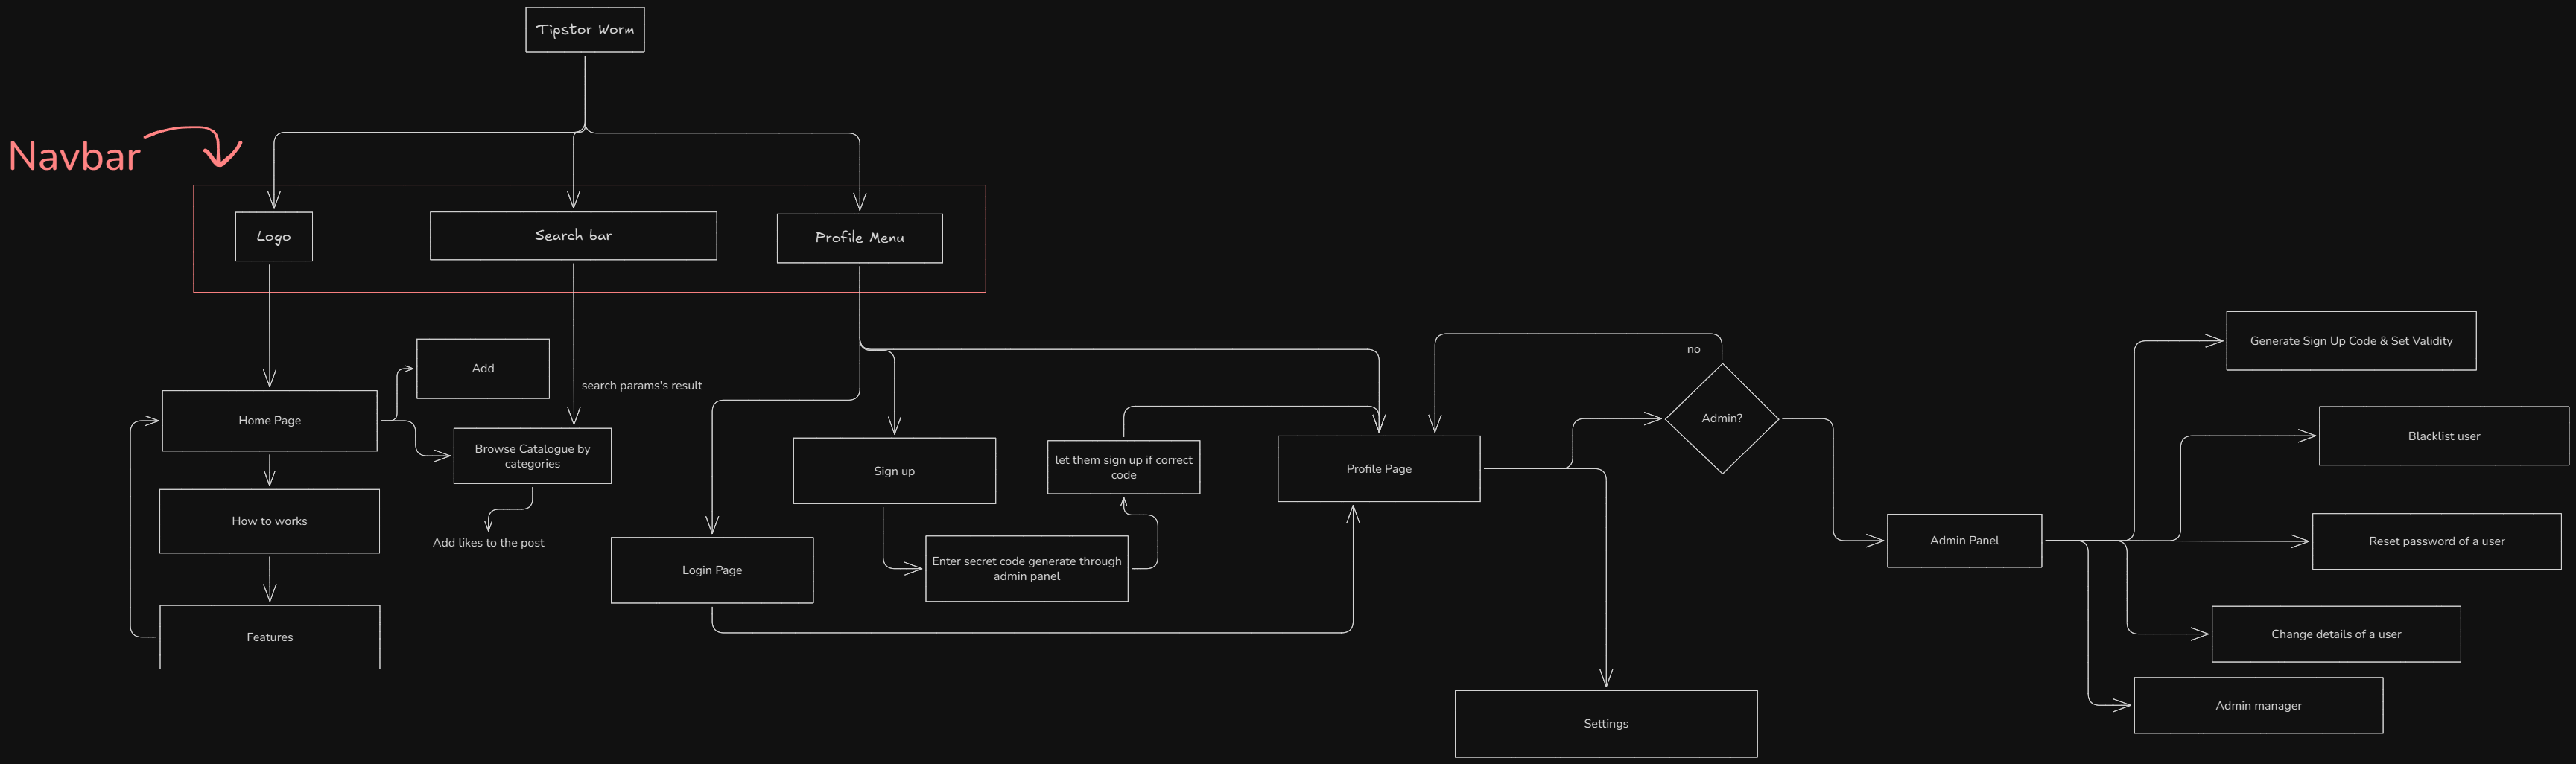 Tipstor Worm
Navbar
Logo
Search bar
Profile Menu
Add
search params's result
Home Page
Browse Catalogue by
categories
How to works
Add likes to the post
Features
Login Page
Sign up
Enter secret code generate through
admin panel
let them sign up if correct
code
Profile Page
no
Admin?
Settings
Admin Panel
Generate Sign Up Code & Set Validity
Blacklist user
Reset password of a user
Change details of a user
Admin manager